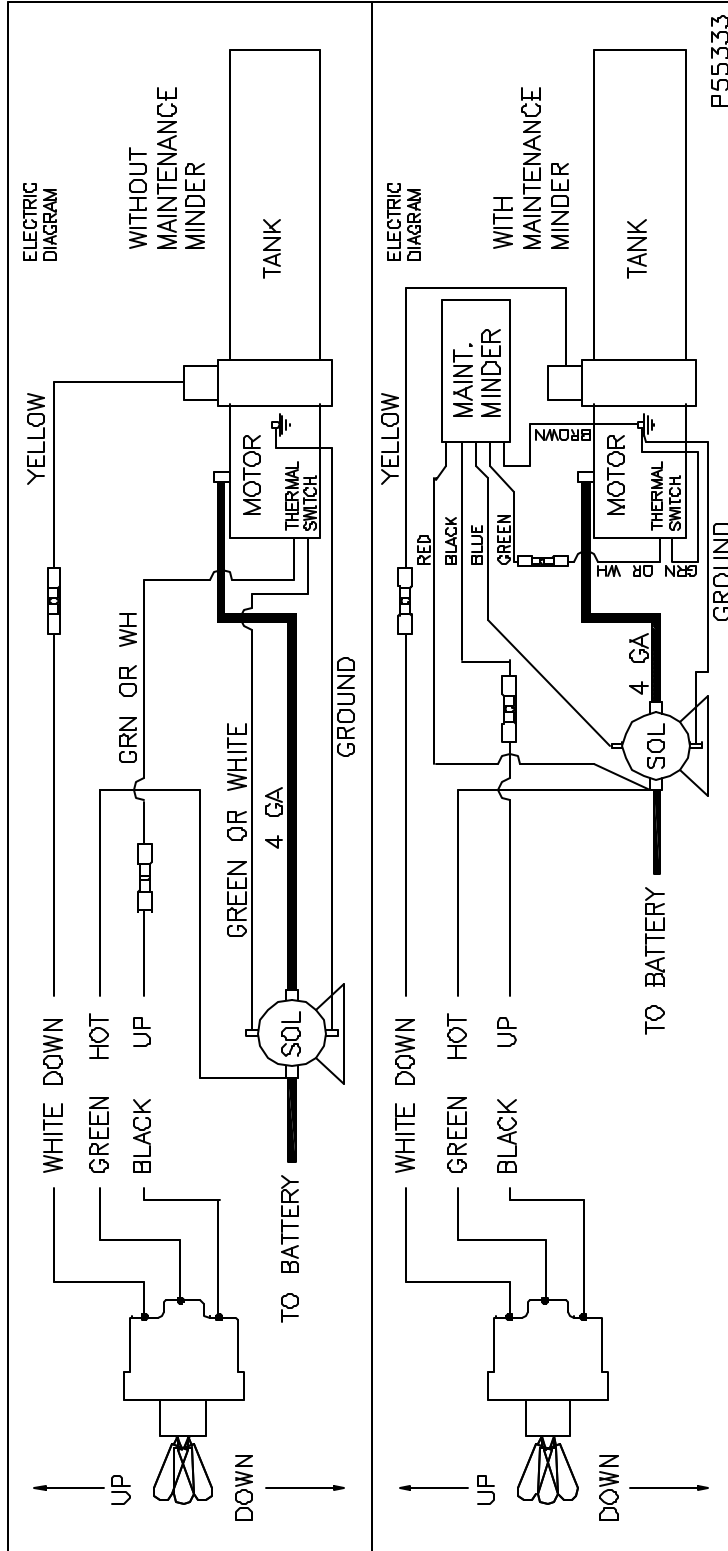 ELECTRIC
DIAGRAM
WITHOUT
MAINTENANCE
MINDER
TANK
YELLOW
MOTOR
THERMAL
SWITCH
GRN OR WH
GREEN OR WHITE
4 GA
GROUND
WHITE DOWN
GREEN HOT
BLACK UP
SOL
TO BATTERY
UP
DOWN
P55333
ELECTRIC
DIAGRAM
WITH
MAINTENANCE
MINDER
TANK
YELLOW
MAINT.
MINDER
BROWN
MOTOR
THERMAL
SWITCH
RED
BLACK
BLUE
GREEN
GRN
OR WH
GROUND
4 GA
SOL
WHITE DOWN
GREEN HOT
BLACK UP
TO BATTERY
UP
DOWN